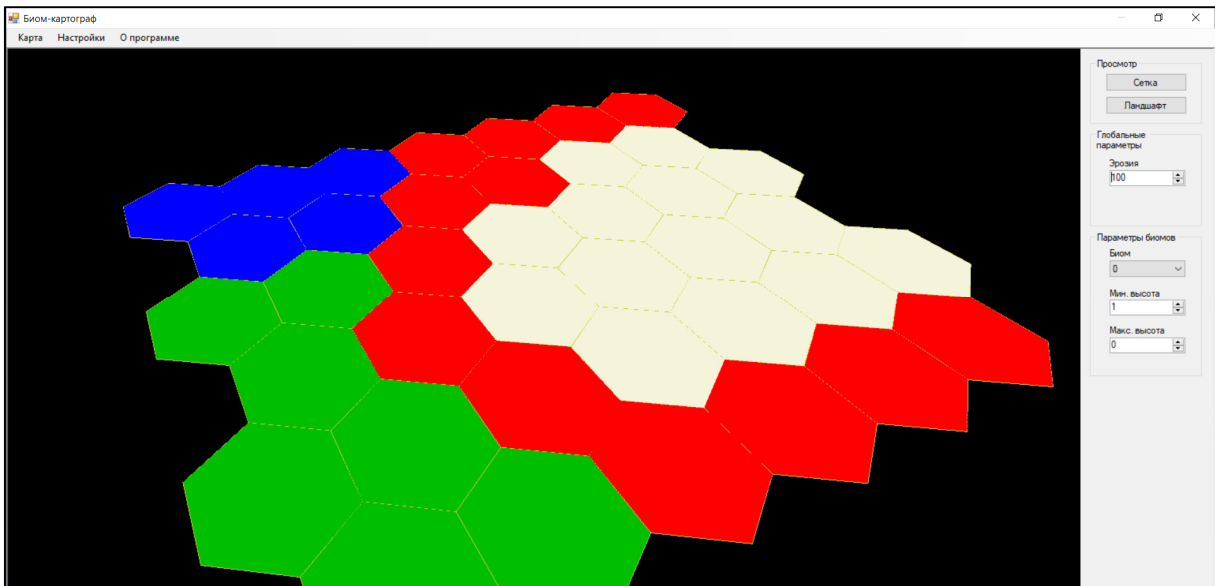 Биом-картограф
Карта Настройки О программе
Просмотр
Сетка
Ландшафт
Глобальные
параметры
Эрозия
100
Параметры биомов
Биом
0
Мин. высота
1
Макс. высота
0